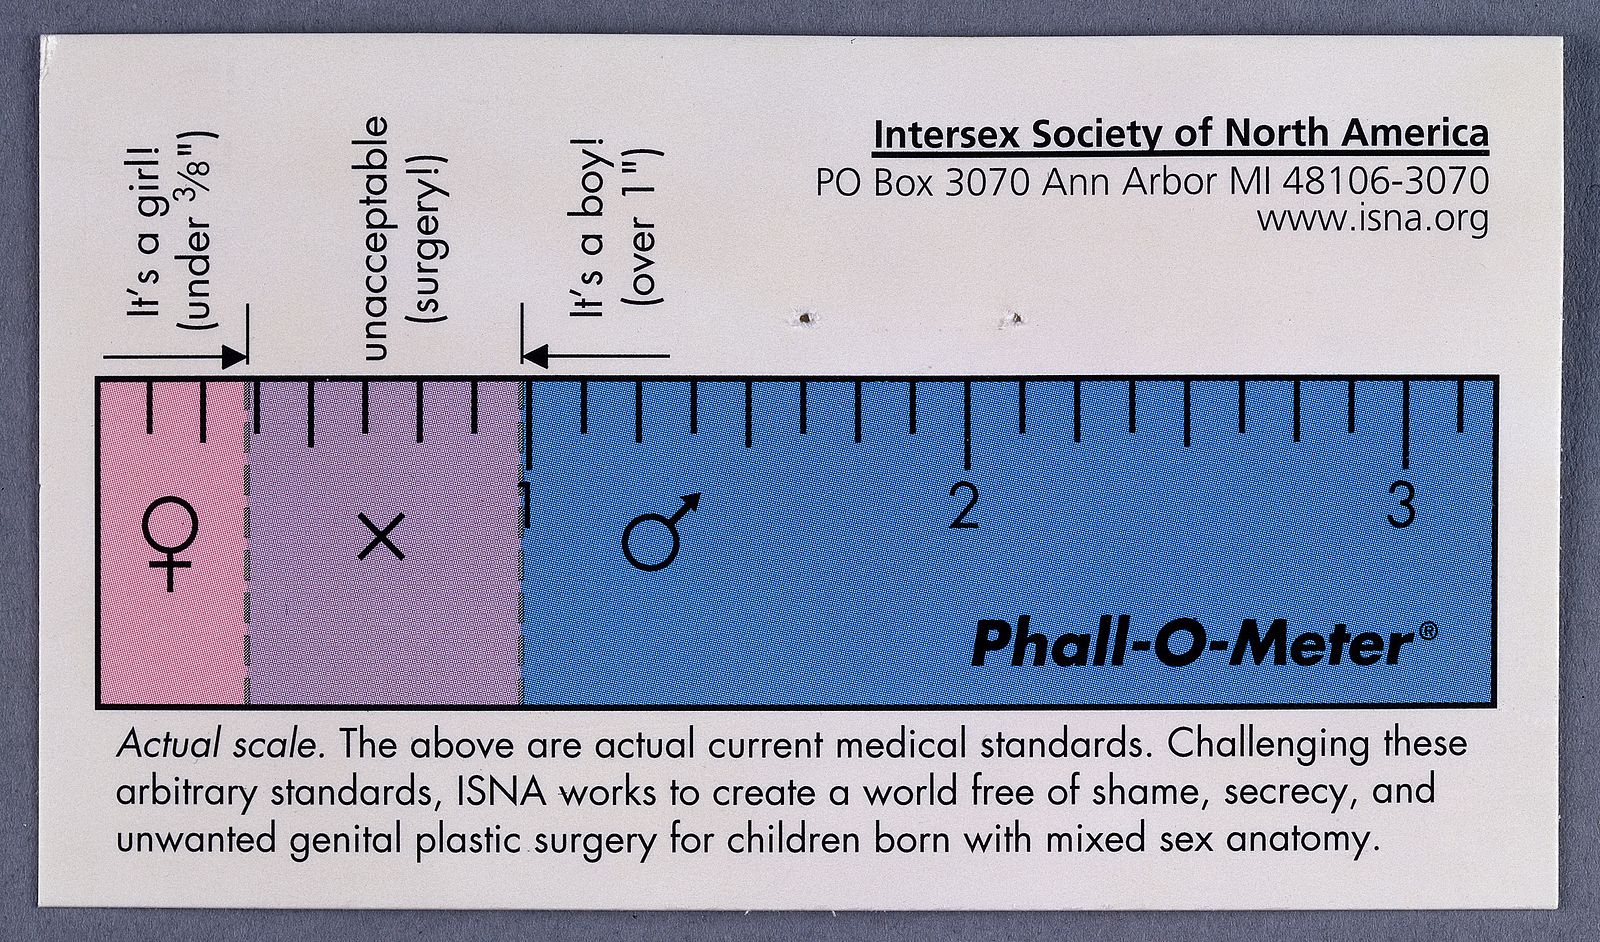 It's a girl!
(under 3/8")
unacceptable
(surgery!)
It's a boy!
(over 1")
Intersex Society of North America
PO Box 3070 Ann Arbor MI 48106-3070
www.isna.org
♀ × ♂
1 2 3
Phall-O-Meter®
Actual scale. The above are actual current medical standards. Challenging these
arbitrary standards, ISNA works to create a world free of shame, secrecy, and
unwanted genital plastic surgery for children born with mixed sex anatomy.